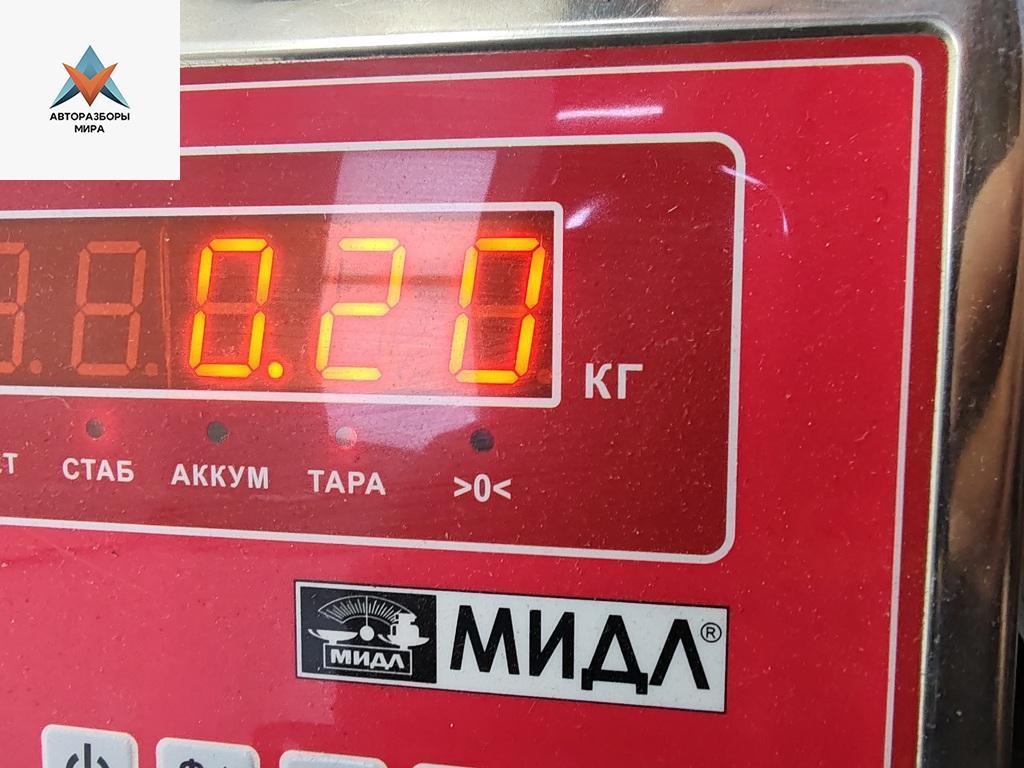 АВТОРАЗБОРЫ
МИРА
0.20
КГ
СТАБ АККУМ ТАРА >0<
МИДЛ МИДЛ®